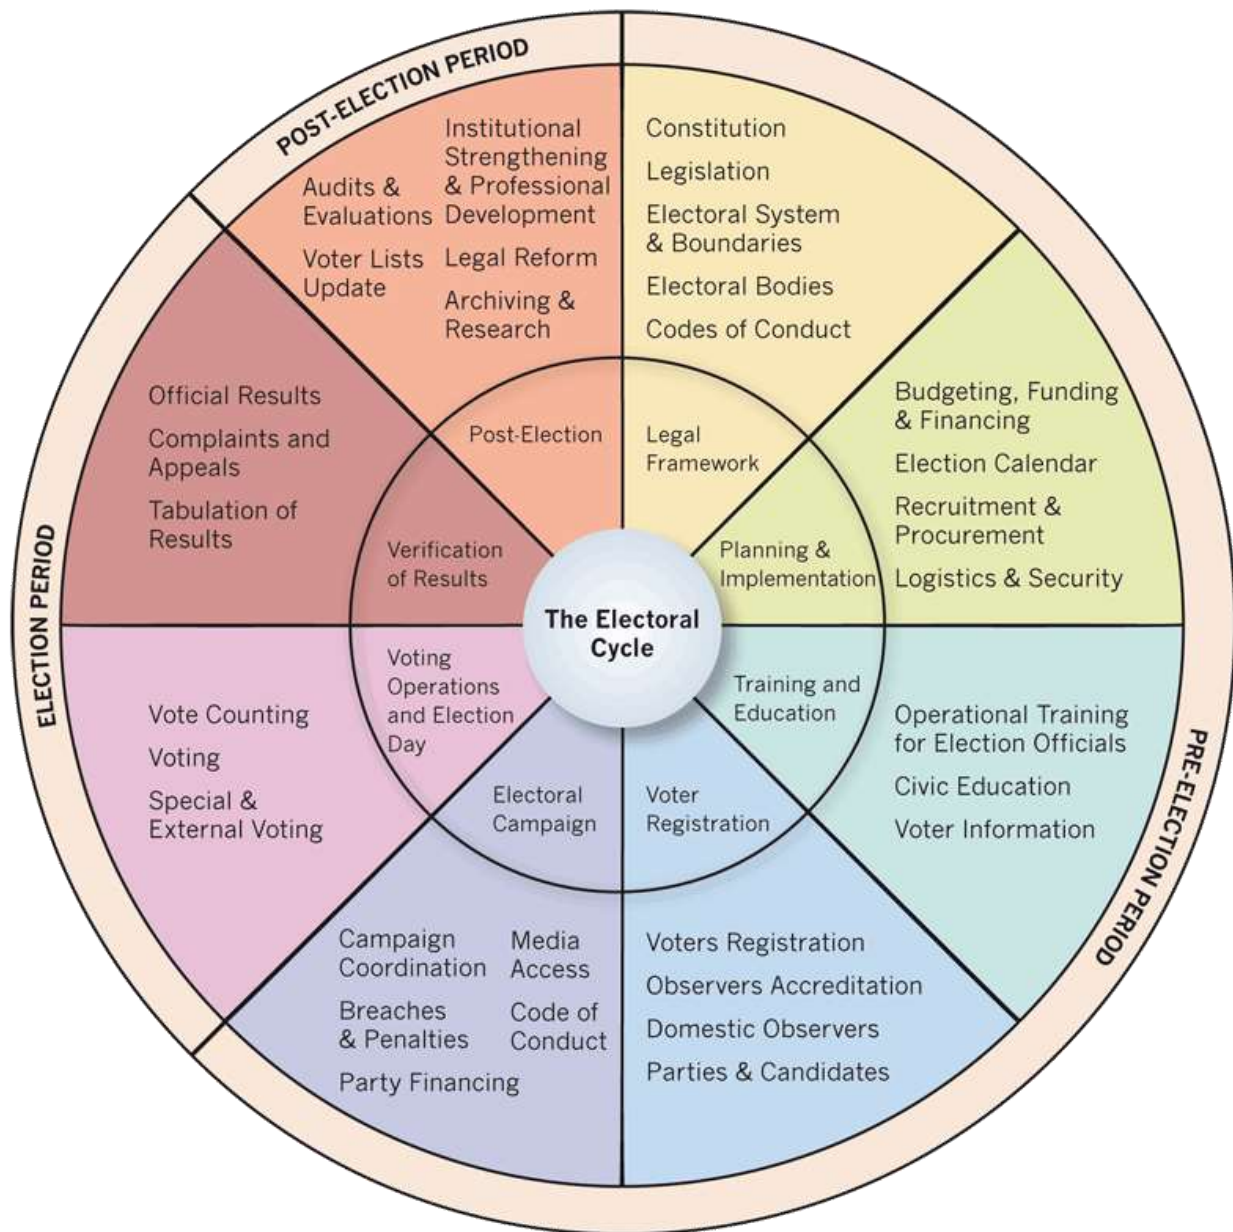 POST-ELECTION PERIOD
Institutional
Strengthening
& Professional
Development
Legal Reform
Archiving &
Research
Audits &
Evaluations
Voter Lists
Update
Post-Election
Constitution
Legislation
Electoral System
& Boundaries
Electoral Bodies
Codes of Conduct
Legal
Framework
Budgeting, Funding
& Financing
Election Calendar
Recruitment &
Procurement
Logistics & Security
Planning &
Implementation
Operational Training
for Election Officials
Civic Education
Voter Information
Training and
Education
PRE-ELECTION PERIOD
Voters Registration
Observers Accreditation
Domestic Observers
Parties & Candidates
Voter
Registration
Campaign
Coordination
Breaches
& Penalties
Party Financing
Media
Access
Code of
Conduct
Electoral
Campaign
Vote Counting
Voting
Special &
External Voting
Voting
Operations
and Election
Day
ELECTION PERIOD
Official Results
Complaints and
Appeals
Tabulation of
Results
Verification
of Results
The Electoral
Cycle